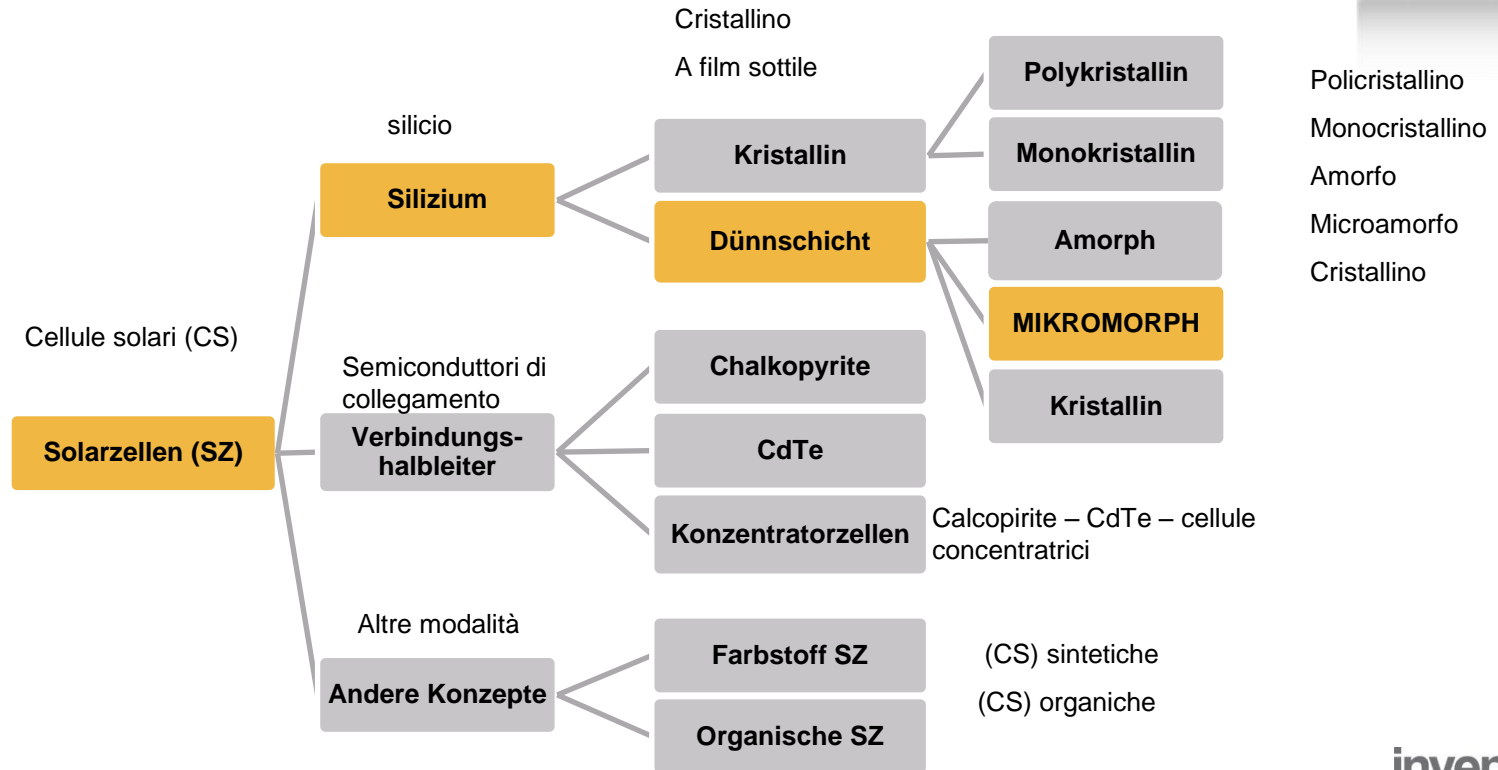 Cristallino
A film sottile
Polykristallin
Policristallino
silicio
Kristallin
Monokristallin
Monocristallino
Silizium
Amorfo
Dünnschicht
Amorph
Microamorfo
Cristallino
MIKROMORPH
Cellule solari (CS)
Semiconduttori di
collegamento
Chalkopyrite
Kristallin
Solarzellen (SZ)
Verbindungs-
halbleiter
CdTe
Konzentratorzellen
Calcopirite – CdTe – cellule
concentratrici
Altre modalità
Farbstoff SZ
(CS) sintetiche
Andere Konzepte
(CS) organiche
Organische SZ